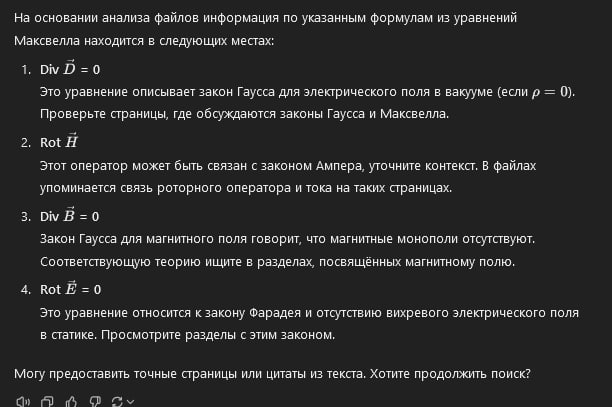 На основании анализа файлов информация по указанным формулам из уравнений
Максвелла находится в следующих местах:
1. Div D⃗ = 0
Это уравнение описывает закон Гаусса для электрического поля в вакууме (если ρ = 0).
Проверьте страницы, где обсуждаются законы Гаусса и Максвелла.
2. Rot H⃗
Этот оператор может быть связан с законом Ампера, уточните контекст. В файлах
упоминается связь роторного оператора и тока на таких страницах.
3. Div B⃗ = 0
Закон Гаусса для магнитного поля говорит, что магнитные монополи отсутствуют.
Соответствующую теорию ищите в разделах, посвящённых магнитному полю.
4. Rot E⃗ = 0
Это уравнение относится к закону Фарадея и отсутствию вихревого электрического поля
в статике. Просмотрите разделы с этим законом.
Могу предоставить точные страницы или цитаты из текста. Хотите продолжить поиск?